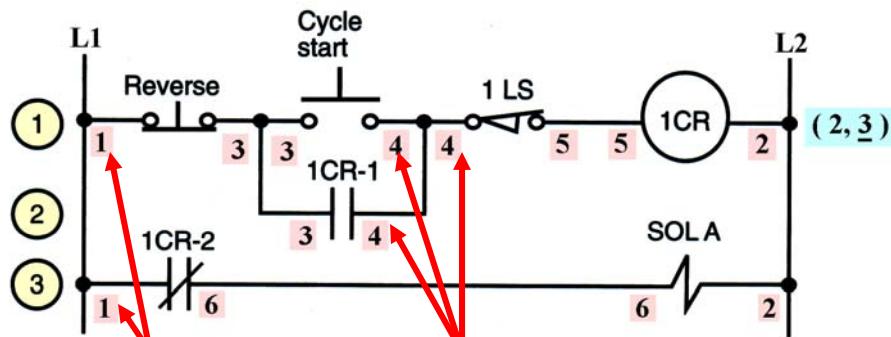 L1
Cycle start
L2
Reverse
1 LS
1
1CR
(2, 3)
1 3 3 4 4 5 5 2
1CR-1
2
3 4
1CR-2
SOL A
3
1 6 6 2